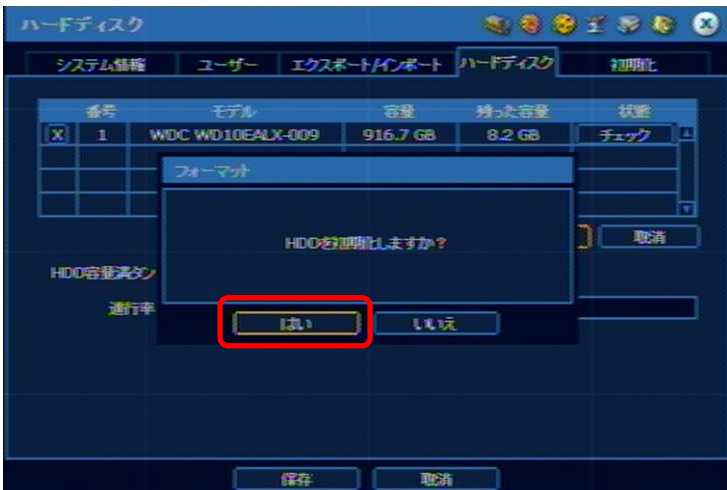 ハードディスク
システム情報 ユーザー エクスポート/インポート ハードディスク 初期化
番号 モデル 容量 残った容量 状態
X 1 WDC WD10EALX-009 916.7 GB 8.2 GB チェック
フォーマット
HDDを初期化しますか?
取消
HDD容量満タン
進行率
はい いいえ
保存 取消